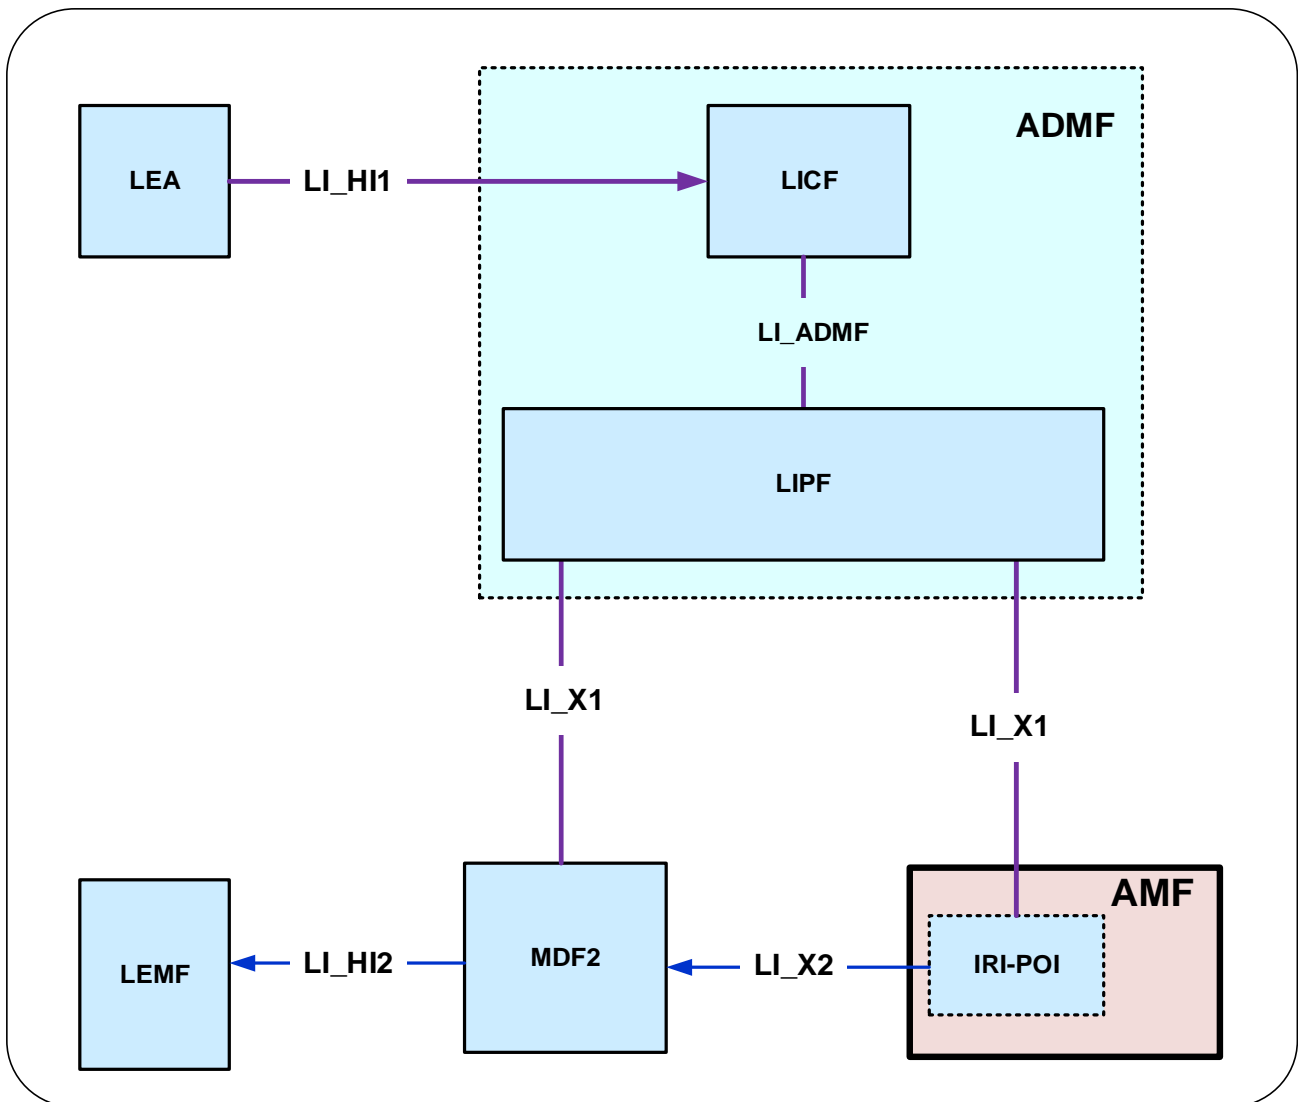 ADMF
LEA
LI_HI1
LICF
LI_ADMF
LIPF
LI_X1
LI_X1
AMF
LEMF
LI_HI2
MDF2
LI_X2
IRI-POI